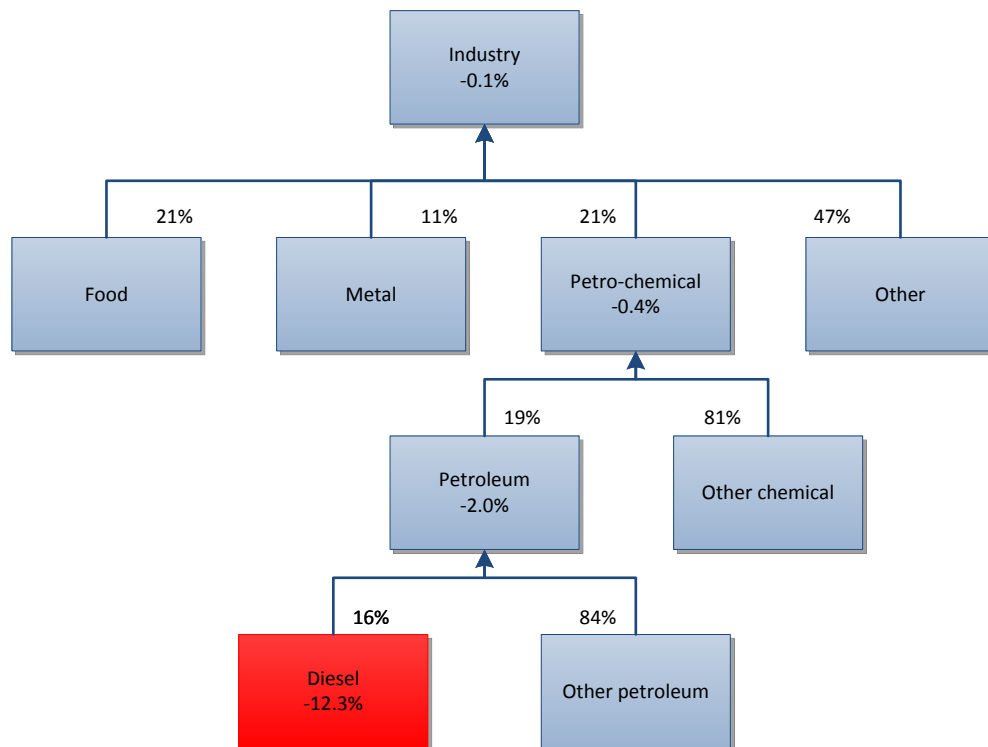 Industry
-0.1%
21%
11%
21%
47%
Food
Metal
Petro-chemical
-0.4%
Other
19%
81%
Petroleum
-2.0%
Other chemical
16%
84%
Diesel
-12.3%
Other petroleum